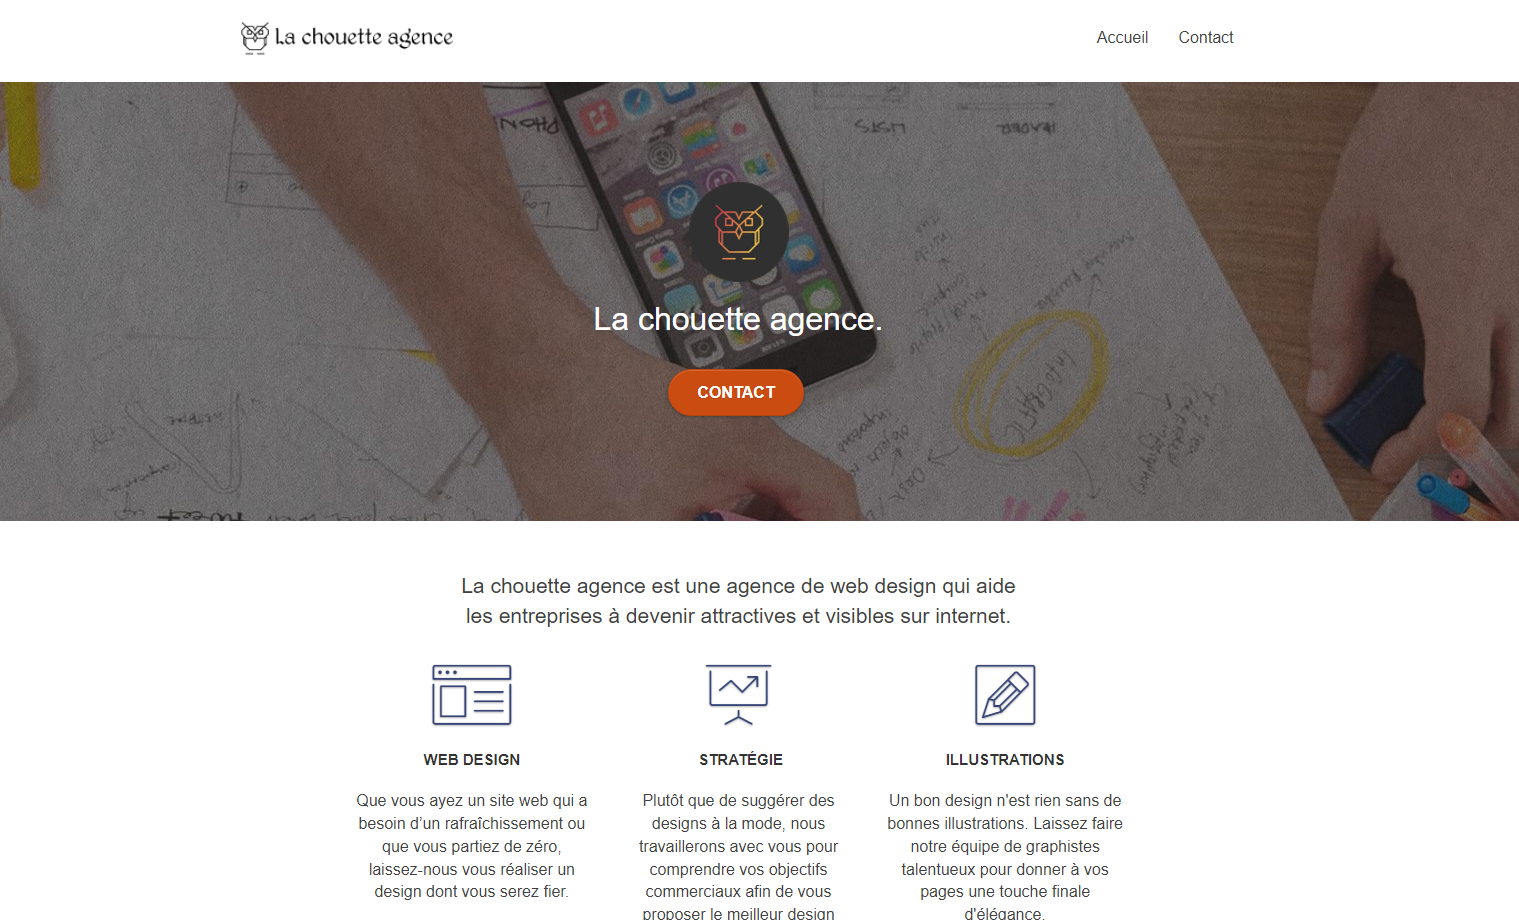 La chouette agence
Accueil
Contact
PHON
LISTS
HEADER
La chouette agence.
CONTACT
INFOGRAFIC
La chouette agence est une agence de web design qui aide
les entreprises à devenir attractives et visibles sur internet.
WEB DESIGN
Que vous ayez un site web qui a
besoin d’un rafraîchissement ou
que vous partiez de zéro,
laissez-nous vous réaliser un
design dont vous serez fier.
STRATÉGIE
Plutôt que de suggérer des
designs à la mode, nous
travaillerons avec vous pour
comprendre vos objectifs
commerciaux afin de vous
proposer le meilleur design
ILLUSTRATIONS
Un bon design n'est rien sans de
bonnes illustrations. Laissez faire
notre équipe de graphistes
talentueux pour donner à vos
pages une touche finale
d'élégance.